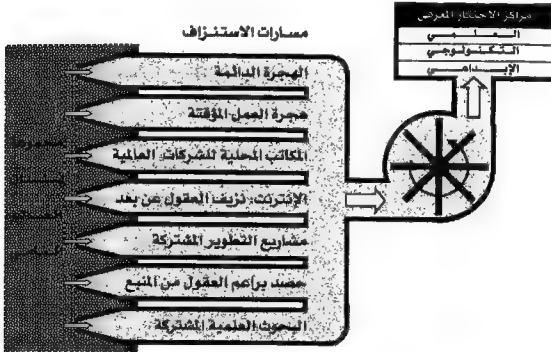 مراكز الاحتكار المعرفي
العلمي
التكنولوجي
الإبداعي
مسارات الاستنزاف
الهجرة الدائمة
هجرة العمل المؤقتة
المكاتب المحلية للشركات العالمية
الإنترنت: نزيف العقول عن بعد
مشاريع التطوير المشتركة
حصد براعم العقول من المنبع
البحوث العلمية المشتركة